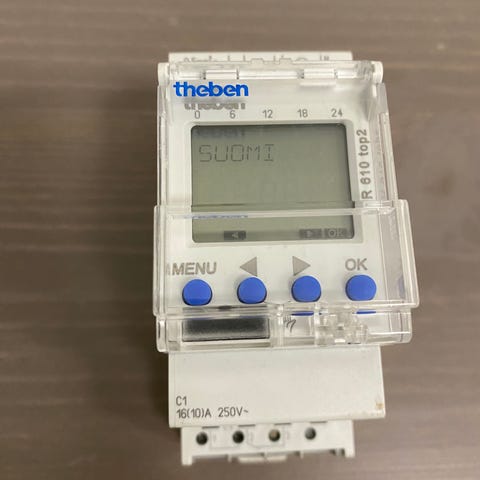 theben
0 6 12 18 24
SUOMI
R 610 top2
OK
MENU
OK
C1
16(10)A 250V~